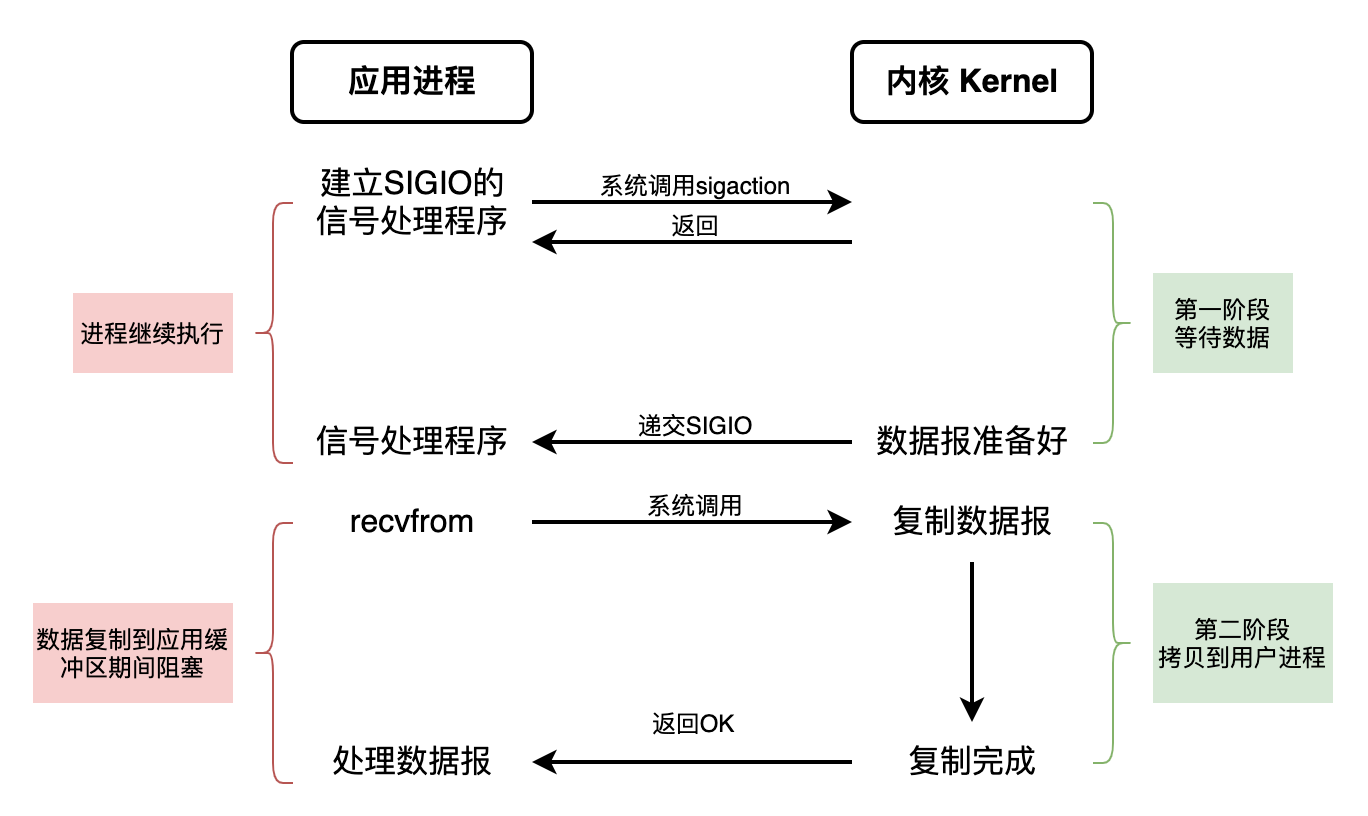 应用进程
内核 Kernel
建立SIGIO的
信号处理程序
系统调用sigaction
返回
进程继续执行
第一阶段
等待数据
信号处理程序
递交SIGIO
数据报准备好
recvfrom
系统调用
复制数据报
数据复制到应用缓
冲区期间阻塞
第二阶段
拷贝到用户进程
处理数据报
返回OK
复制完成